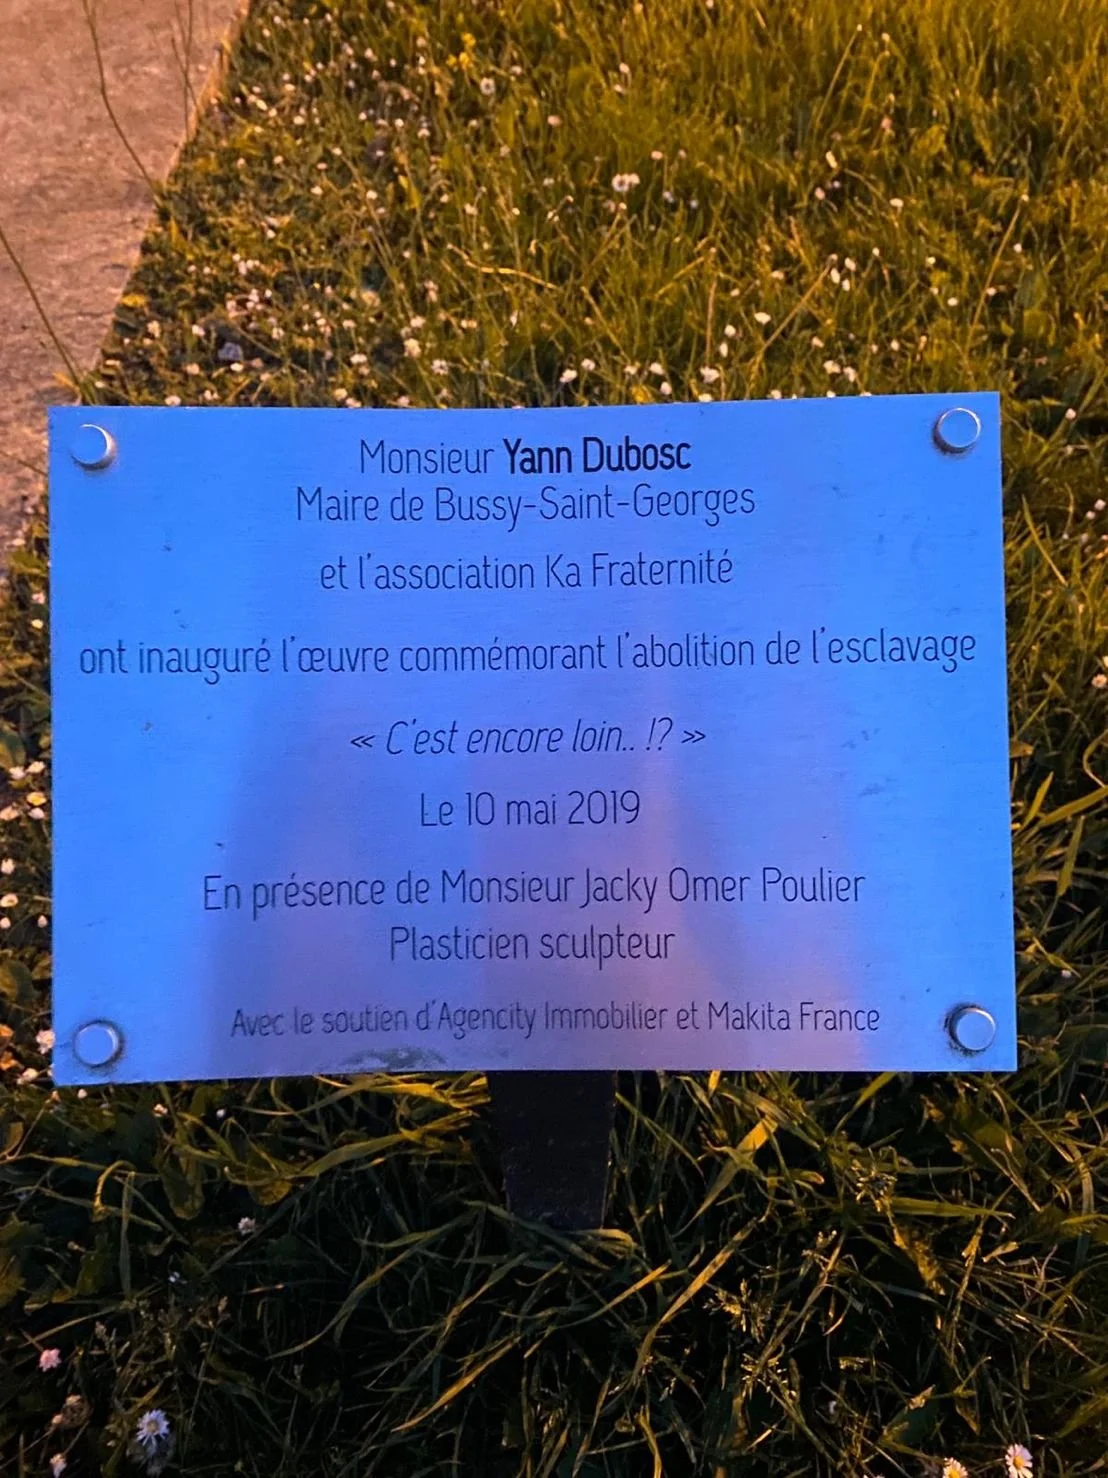 Monsieur Yann Dubosc
Maire de Bussy-Saint-Georges
et l'association Ka Fraternité
ont inauguré l'œuvre commémorant l'abolition de l'esclavage
« C'est encore loin.. !? »
Le 10 mai 2019
En présence de Monsieur Jacky Omer Poulier
Plasticien sculpteur
Avec le soutien d'Agencity Immobilier et Makita France